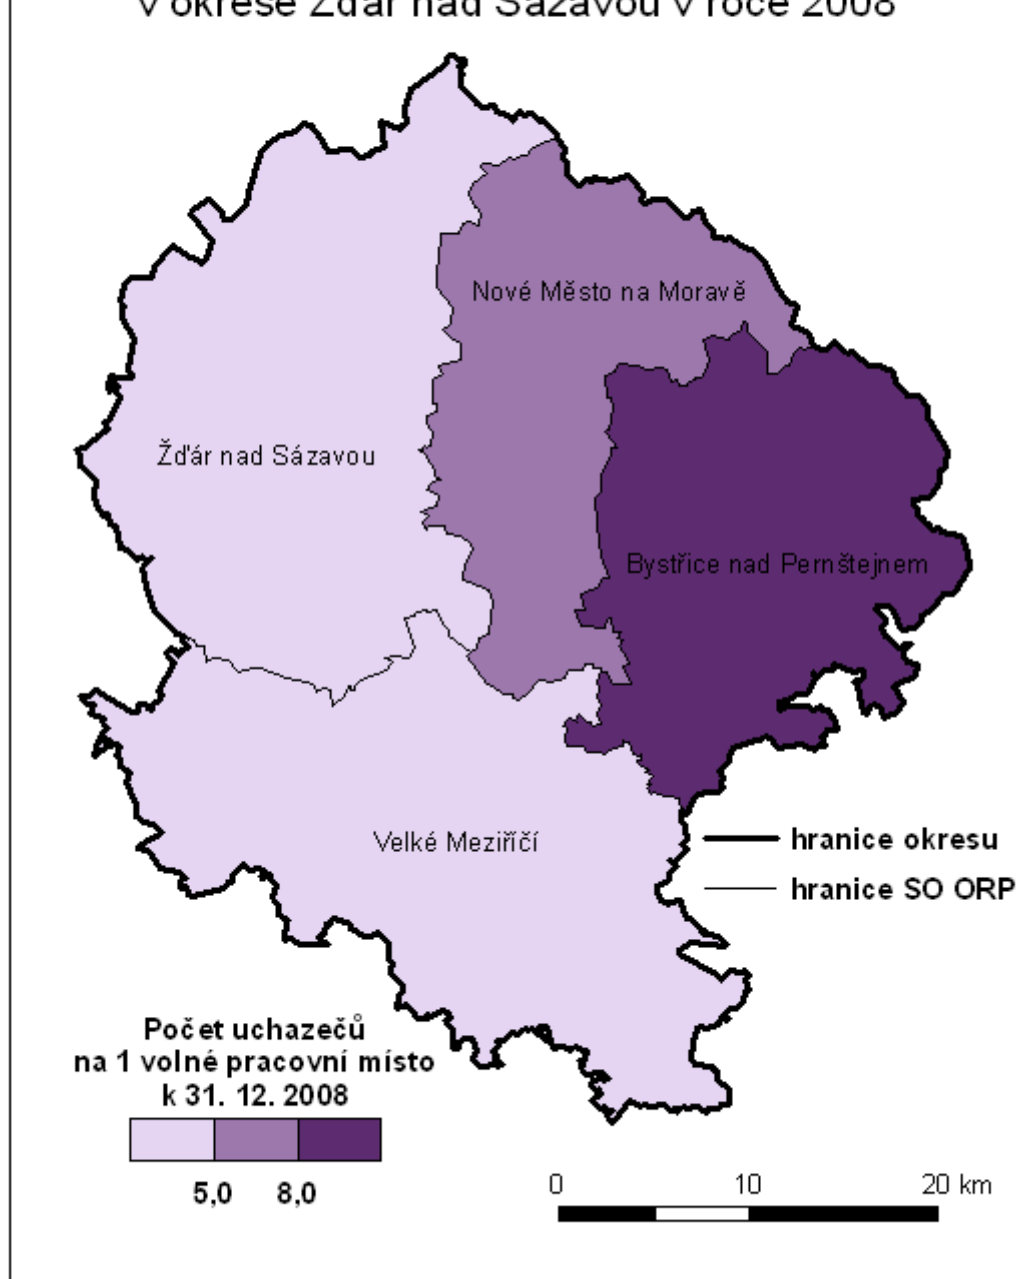 v okrese Žďár nad Sázavou v roce 2008
Nové Město na Moravě
Žďár nad Sázavou
Bystřice nad Pernštejnem
Velké Meziříčí
hranice okresu
hranice SO ORP
Počet uchazečů
na 1 volné pracovní místo
k 31. 12. 2008
5,0 8,0
0 10 20 km